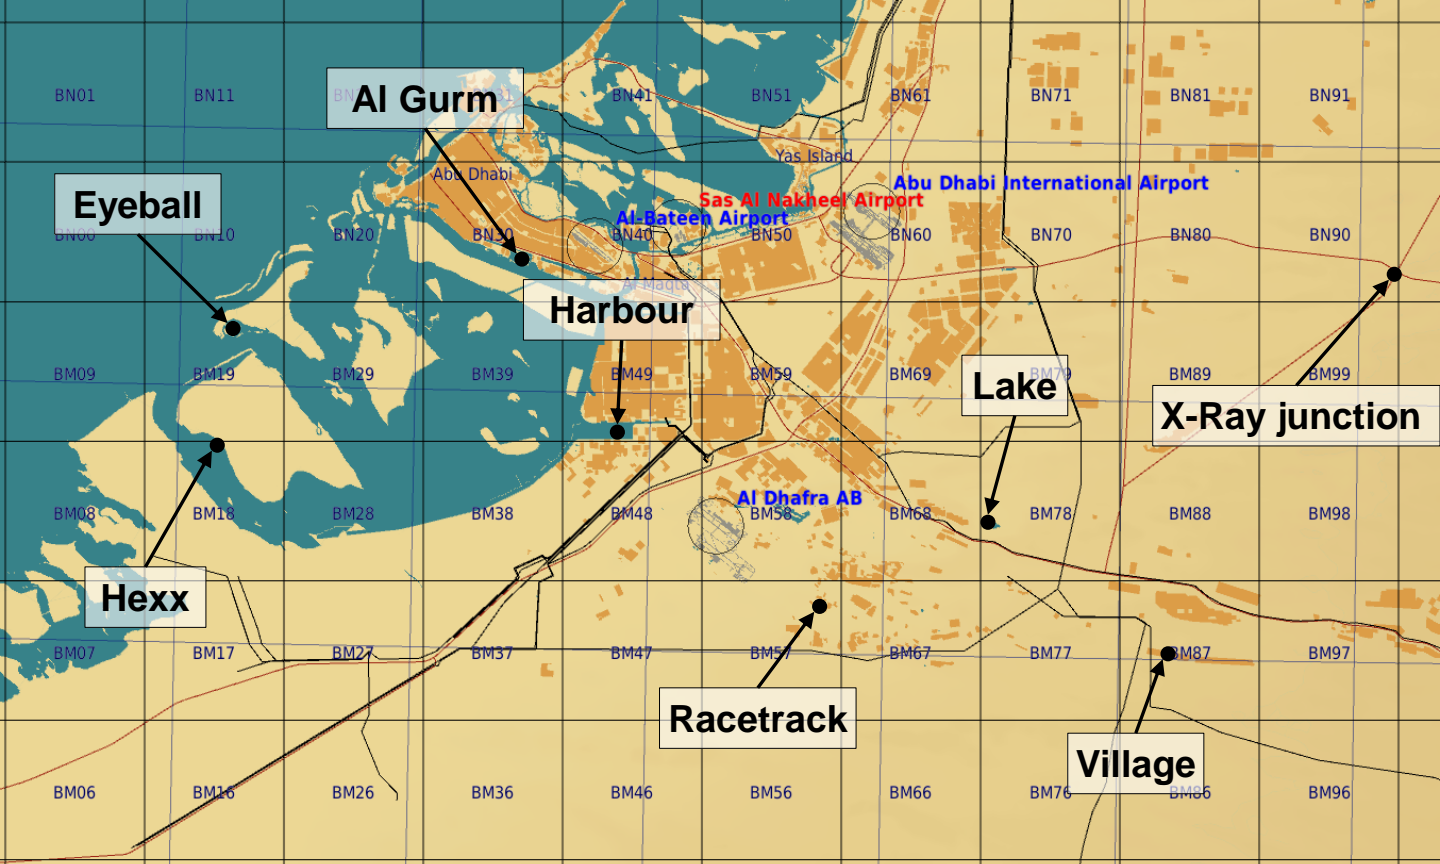 BN01
BN11
Al Gurm
BN41
BN51
BN61
BN71
BN81
BN91
Yas Island
Abu Dhabi
Abu Dhabi International Airport
Sas Al Nakheel Airport
Al-Bateen Airport
Eyeball
BN00
BN10
BN20
BN30
BN40
BN50
BN60
BN70
BN80
BN90
Al Maqta
Harbour
BM09
BM19
BM29
BM39
BM49
BM59
BM69
Lake
BM79
BM89
BM99
X-Ray junction
Al Dhafra AB
BM08
BM18
BM28
BM38
BM48
BM58
BM68
BM78
BM88
BM98
Hexx
BM07
BM17
BM27
BM37
BM47
BM57
BM67
BM77
BM87
BM97
Racetrack
Village
BM06
BM16
BM26
BM36
BM46
BM56
BM66
BM76
BM86
BM96